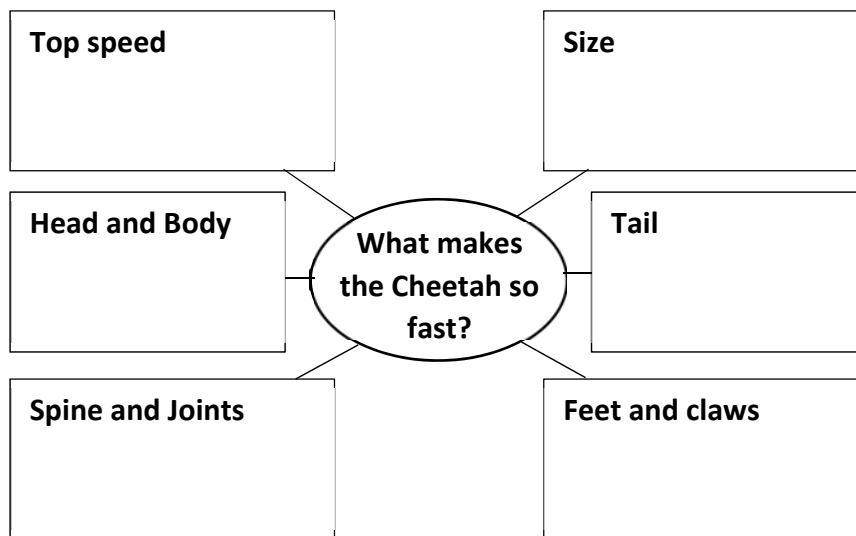 Top speed
Size
Head and Body
What makes
the Cheetah so
fast?
Tail
Spine and Joints
Feet and claws